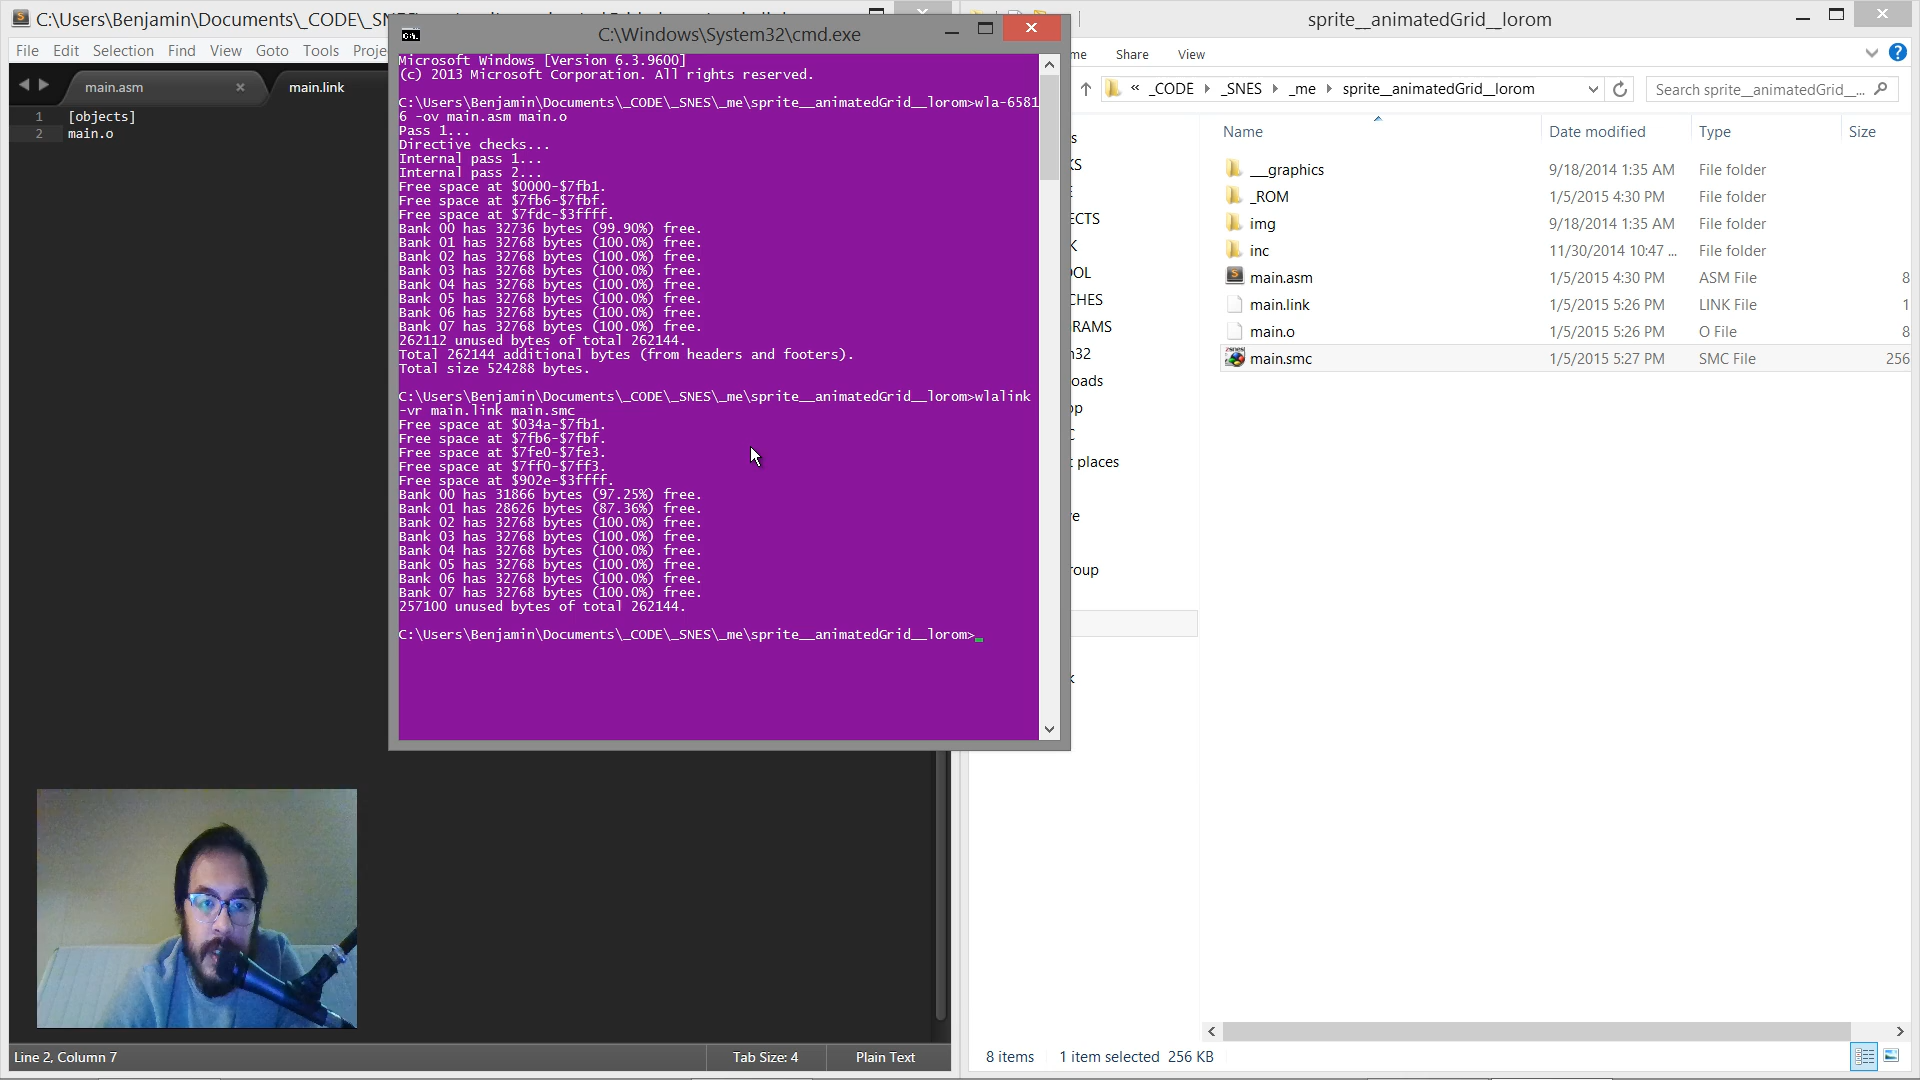 C:\Users\Benjamin\Documents\_CODE\_SN
File Edit Selection Find View Goto Tools Proje
main.asm
main.link
1 [objects]
2 main.o
Line 2, Column 7
Tab Size: 4
Plain Text
C:\Windows\System32\cmd.exe
Microsoft Windows [Version 6.3.9600]
(c) 2013 Microsoft Corporation. All rights reserved.
C:\Users\Benjamin\Documents\_CODE\_SNES\_me\sprite__animatedGrid__lorom>wla-6581
6 -ov main.asm main.o
Pass 1...
Directive checks...
Internal pass 1...
Internal pass 2...
Free space at $0000-$7fb1.
Free space at $7fb6-$7fbf.
Free space at $7fdc-$3ffff.
Bank 00 has 32736 bytes (99.90%) free.
Bank 01 has 32768 bytes (100.0%) free.
Bank 02 has 32768 bytes (100.0%) free.
Bank 03 has 32768 bytes (100.0%) free.
Bank 04 has 32768 bytes (100.0%) free.
Bank 05 has 32768 bytes (100.0%) free.
Bank 06 has 32768 bytes (100.0%) free.
Bank 07 has 32768 bytes (100.0%) free.
262112 unused bytes of total 262144.
Total 262144 additional bytes (from headers and footers).
Total size 524288 bytes.
C:\Users\Benjamin\Documents\_CODE\_SNES\_me\sprite__animatedGrid__lorom>wlalink
-vr main.link main.smc
Free space at $034a-$7fb1.
Free space at $7fb6-$7fbf.
Free space at $7fe0-$7fe3.
Free space at $7ff0-$7ff3.
Free space at $902e-$3ffff.
Bank 00 has 31866 bytes (97.25%) free.
Bank 01 has 28626 bytes (87.36%) free.
Bank 02 has 32768 bytes (100.0%) free.
Bank 03 has 32768 bytes (100.0%) free.
Bank 04 has 32768 bytes (100.0%) free.
Bank 05 has 32768 bytes (100.0%) free.
Bank 06 has 32768 bytes (100.0%) free.
Bank 07 has 32768 bytes (100.0%) free.
257100 unused bytes of total 262144.
C:\Users\Benjamin\Documents\_CODE\_SNES\_me\sprite__animatedGrid__lorom>_
sprite__animatedGrid__lorom
me Share View
« _CODE _SNES _me sprite__animatedGrid__lorom
Search sprite__animatedGrid__...
ECTS
OL
CHES
RAMS
n32
oads
op
t places
ve
roup
Name Date modified Type Size
__graphics 9/18/2014 1:35 AM File folder
_ROM 1/5/2015 4:30 PM File folder
img 9/18/2014 1:35 AM File folder
inc 11/30/2014 10:47 ... File folder
main.asm 1/5/2015 4:30 PM ASM File 8
main.link 1/5/2015 5:26 PM LINK File 1
main.o 1/5/2015 5:26 PM O File 8
main.smc 1/5/2015 5:27 PM SMC File 256
8 items 1 item selected 256 KB